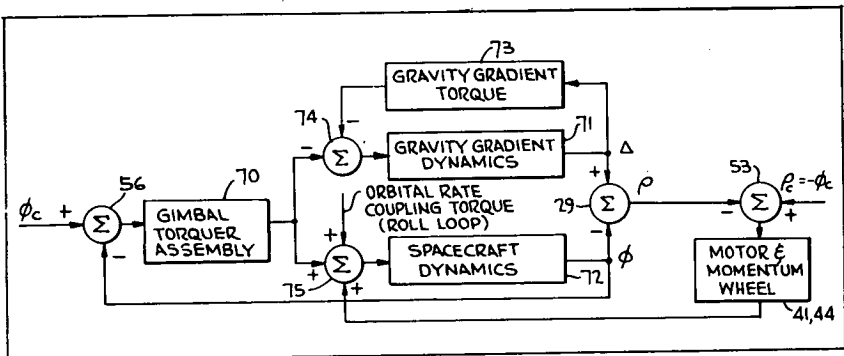 73
GRAVITY GRADIENT
TORQUE
74
−
−
Σ
71
GRAVITY GRADIENT
DYNAMICS
Δ
56
ϕc
+
Σ
−
70
GIMBAL
TORQUER
ASSEMBLY
ORBITAL RATE
COUPLING TORQUE
(ROLL LOOP)
+
+
Σ
+
75
SPACECRAFT
DYNAMICS
72
ϕ
+
29
Σ
−
ρ
53
−
Σ
+
ρc=-ϕc
MOTOR &
MOMENTUM
WHEEL
41,44